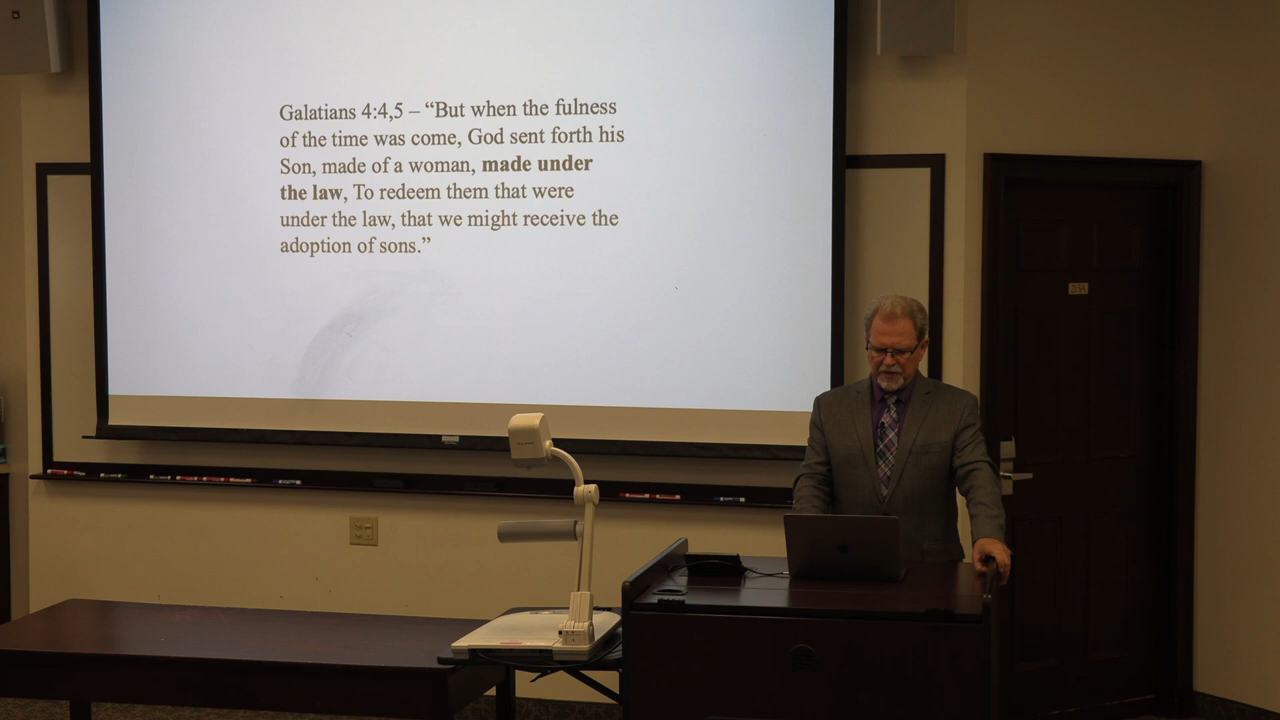 Galatians 4:4,5 – “But when the fulness
of the time was come, God sent forth his
Son, made of a woman, made under
the law, To redeem them that were
under the law, that we might receive the
adoption of sons.”